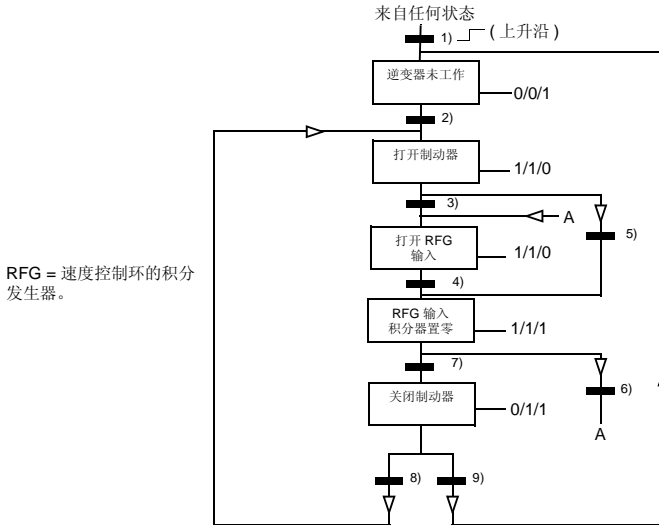 来自任何状态
1)
( 上升沿 )
逆变器未工作
0/0/1
2)
打开制动器
1/1/0
3)
A
5)
打开 RFG
输入
1/1/0
RFG = 速度控制环的积分
发生器。
4)
RFG 输入
积分器置零
1/1/1
7)
6)
关闭制动器
0/1/1
A
8)
9)